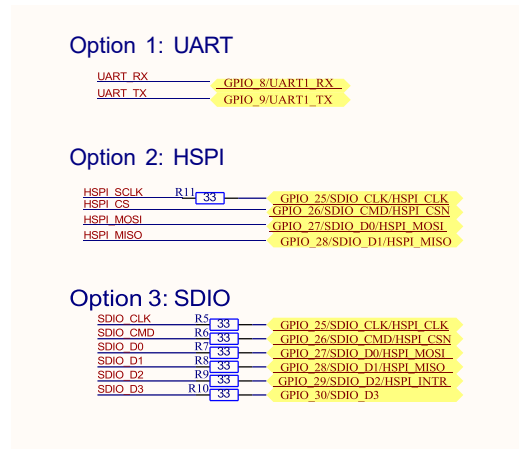 Option 1: UART
UART_RX GPIO_8/UART1_RX
UART_TX GPIO_9/UART1_TX
Option 2: HSPI
HSPI_SCLK R11 33 GPIO_25/SDIO_CLK/HSPI_CLK
HSPI_CS GPIO_26/SDIO_CMD/HSPI_CSN
HSPI_MOSI GPIO_27/SDIO_D0/HSPI_MOSI
HSPI_MISO GPIO_28/SDIO_D1/HSPI_MISO
Option 3: SDIO
SDIO_CLK R5 33 GPIO_25/SDIO_CLK/HSPI_CLK
SDIO_CMD R6 33 GPIO_26/SDIO_CMD/HSPI_CSN
SDIO_D0 R7 33 GPIO_27/SDIO_D0/HSPI_MOSI
SDIO_D1 R8 33 GPIO_28/SDIO_D1/HSPI_MISO
SDIO_D2 R9 33 GPIO_29/SDIO_D2/HSPI_INTR
SDIO_D3 R10 33 GPIO_30/SDIO_D3